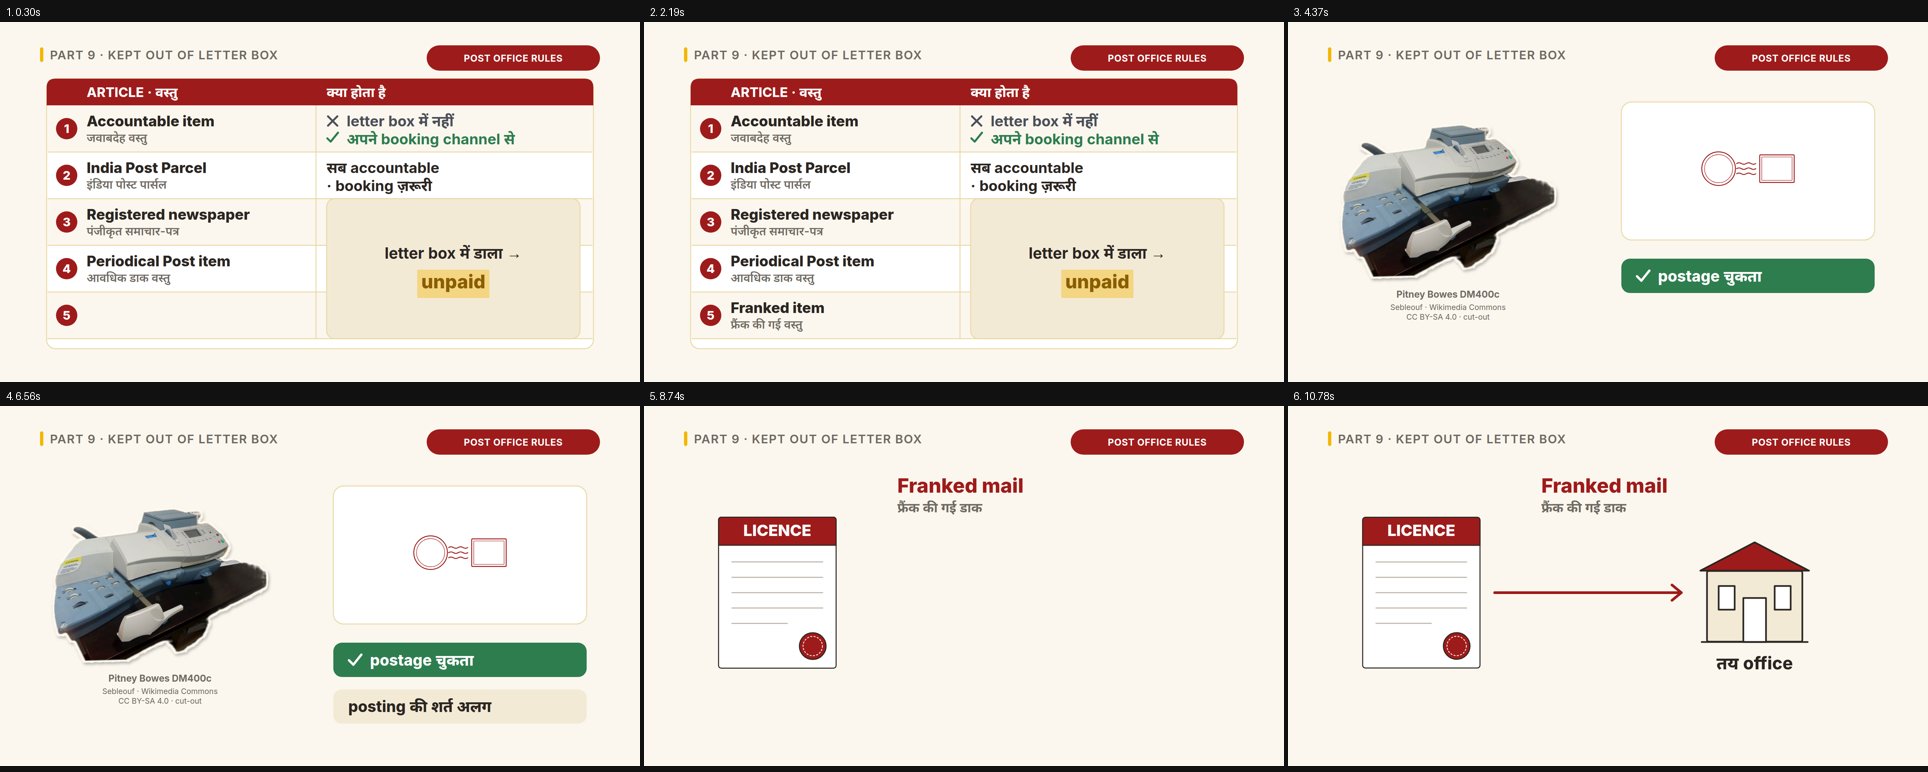 1. 0.30s
PART 9 · KEPT OUT OF LETTER BOX
POST OFFICE RULES
ARTICLE · वस्तु
क्या होता है
1
Accountable item
जवाबदेह वस्तु
✕ letter box में नहीं
✓ अपने booking channel से
2
India Post Parcel
इंडिया पोस्ट पार्सल
सब accountable
· booking ज़रूरी
3
Registered newspaper
पंजीकृत समाचार-पत्र
4
Periodical Post item
आवधिक डाक वस्तु
5
letter box में डाला →
unpaid
2. 2.19s
PART 9 · KEPT OUT OF LETTER BOX
POST OFFICE RULES
ARTICLE · वस्तु
क्या होता है
1
Accountable item
जवाबदेह वस्तु
✕ letter box में नहीं
✓ अपने booking channel से
2
India Post Parcel
इंडिया पोस्ट पार्सल
सब accountable
· booking ज़रूरी
3
Registered newspaper
पंजीकृत समाचार-पत्र
4
Periodical Post item
आवधिक डाक वस्तु
5
Franked item
फ्रैंक की गई वस्तु
letter box में डाला →
unpaid
3. 4.37s
PART 9 · KEPT OUT OF LETTER BOX
POST OFFICE RULES
✓ postage चुकता
Pitney Bowes DM400c
Sebleouf · Wikimedia Commons
CC BY-SA 4.0 · cut-out
4. 6.56s
PART 9 · KEPT OUT OF LETTER BOX
POST OFFICE RULES
✓ postage चुकता
posting की शर्त अलग
Pitney Bowes DM400c
Sebleouf · Wikimedia Commons
CC BY-SA 4.0 · cut-out
5. 8.74s
PART 9 · KEPT OUT OF LETTER BOX
POST OFFICE RULES
Franked mail
फ्रैंक की गई डाक
LICENCE
6. 10.78s
PART 9 · KEPT OUT OF LETTER BOX
POST OFFICE RULES
Franked mail
फ्रैंक की गई डाक
LICENCE
तय office